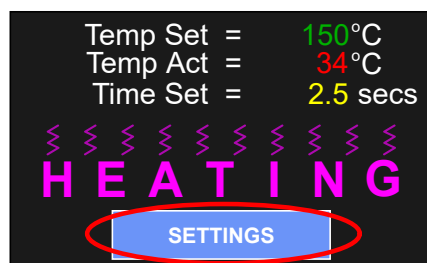 Temp Set = 150°C
Temp Act = 34°C
Time Set = 2.5 secs
HEATING
SETTINGS